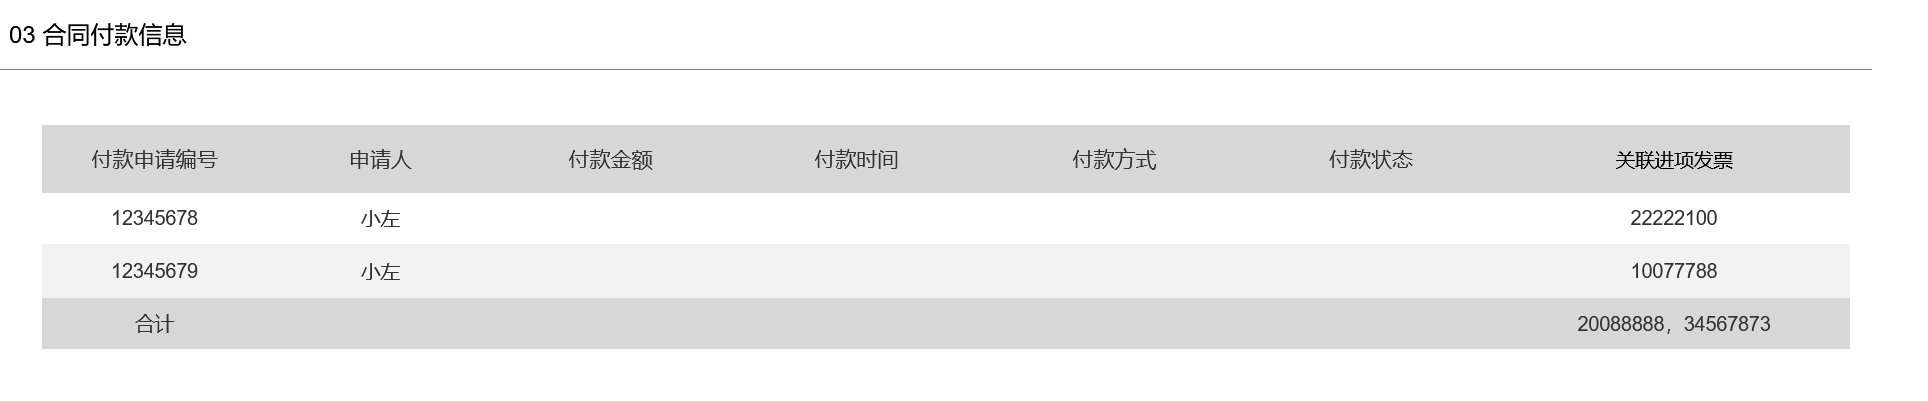 03 合同付款信息
付款申请编号 申请人 付款金额 付款时间 付款方式 付款状态 关联进项发票
12345678 小左 22222100
12345679 小左 10077788
合计 20088888，34567873